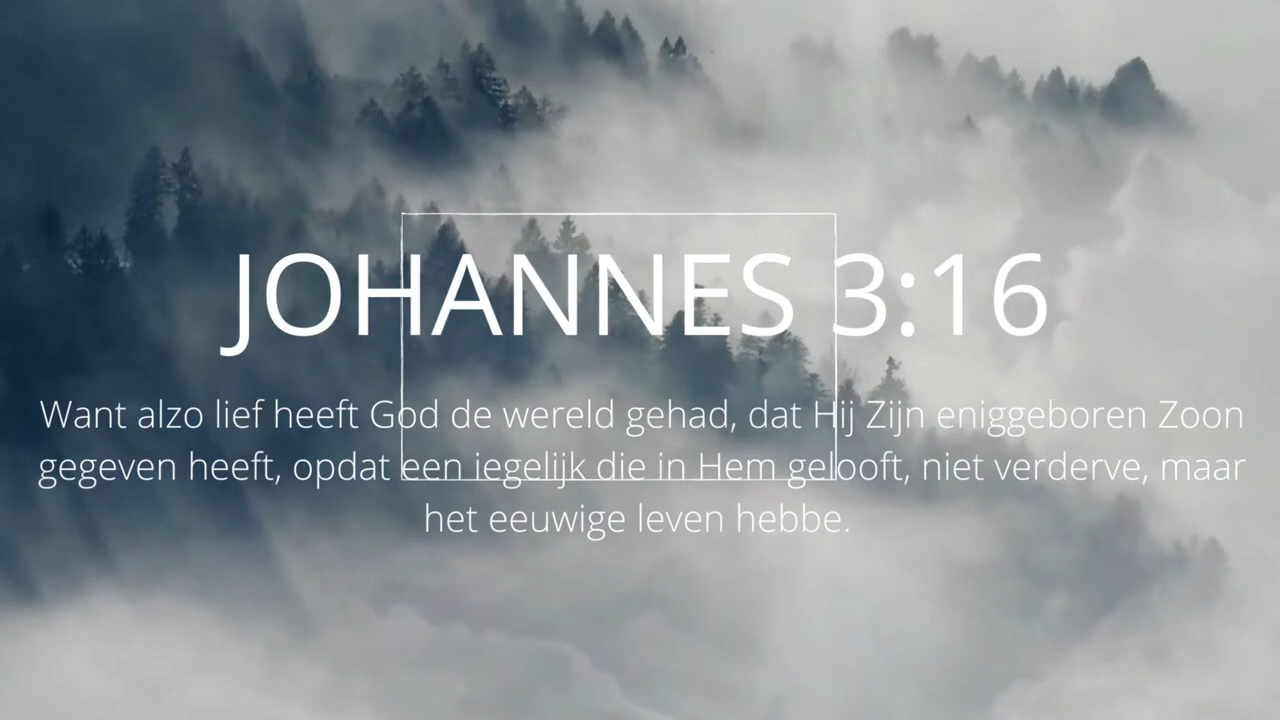 JOHANNES 3:16
Want alzo lief heeft God de wereld gehad, dat Hij Zijn eniggeboren Zoon
gegeven heeft, opdat een iegelijk die in Hem gelooft, niet verderve, maar
het eeuwige leven hebbe.